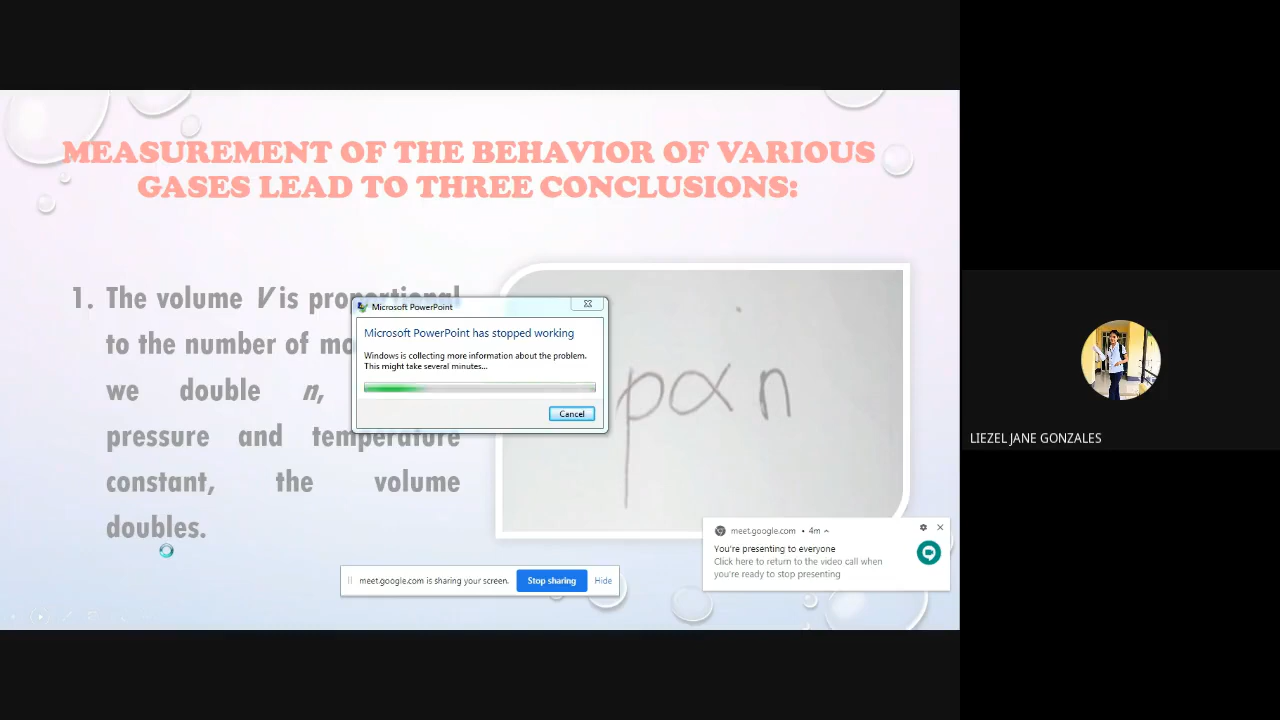 MEASUREMENT OF THE BEHAVIOR OF VARIOUS
GASES LEAD TO THREE CONCLUSIONS:
1. The volume V is proportional
to the number of
we double n,
pressure and temperature
constant, the volume
doubles.
Microsoft PowerPoint
Microsoft PowerPoint has stopped working
Windows is collecting more information about the problem.
This might take several minutes...
Cancel
p α n
meet.google.com • 4m
You're presenting to everyone
Click here to return to the video call when
you're ready to stop presenting
meet.google.com is sharing your screen.
Stop sharing
Hide
LIEZEL JANE GONZALES